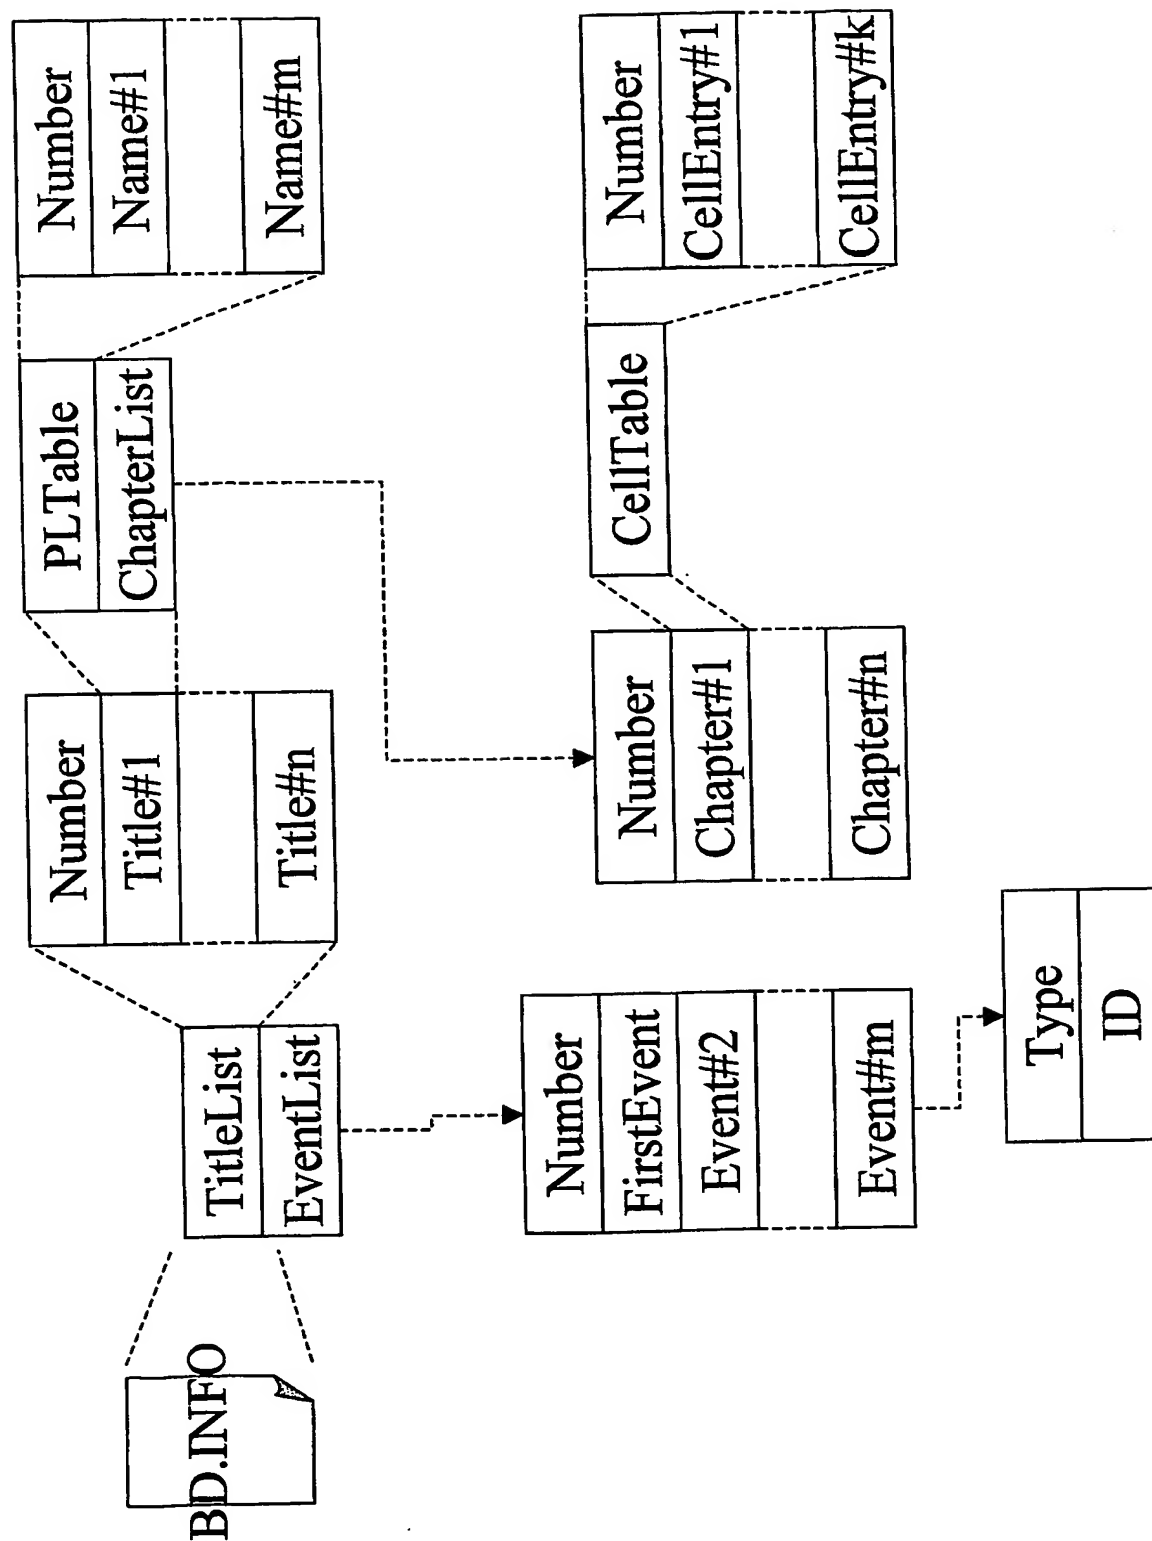 BD.INFO
TitleList
EventList
Number
Title#1
Title#n
PLTable
ChapterList
Number
Name#1
Name#m
Number
FirstEvent
Event#2
Event#m
Type
ID
Number
Chapter#1
Chapter#n
CellTable
Number
CellEntry#1
CellEntry#k